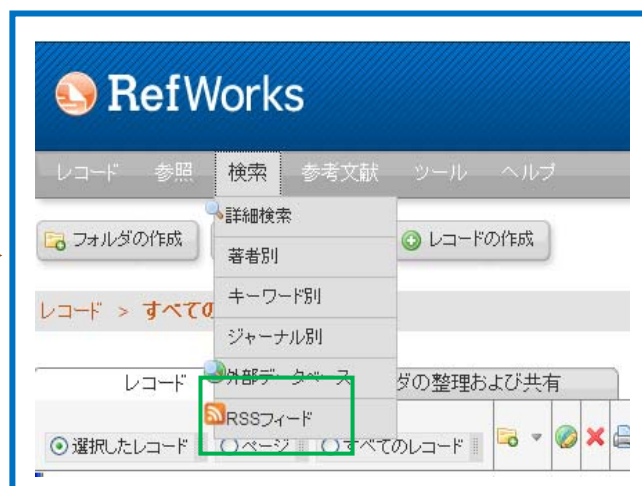 RefWorks
レコード 参照 検索 参考文献 ツール ヘルプ
詳細検索
フォルダの作成 レコードの作成
著者別
キーワード別
レコード > すべての
ジャーナル別
外部データベース
レコード ダの整理および共有
RSSフィード
選択したレコード ページ すべてのレコード